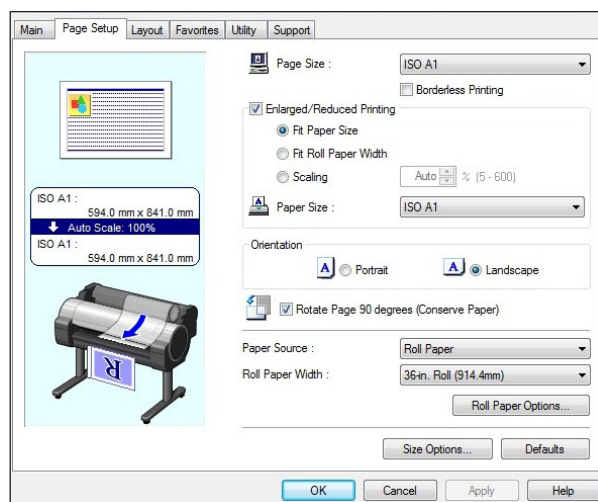 Main Page Setup Layout Favorites Utility Support
Page Size : ISO A1
Borderless Printing
Enlarged/Reduced Printing
Fit Paper Size
Fit Roll Paper Width
Scaling Auto % (5 - 600)
Paper Size : ISO A1
ISO A1 :
594.0 mm x 841.0 mm
Auto Scale: 100%
ISO A1 :
594.0 mm x 841.0 mm
Orientation
A Portrait A Landscape
Rotate Page 90 degrees (Conserve Paper)
R
Paper Source : Roll Paper
Roll Paper Width : 36-in. Roll (914.4mm)
Roll Paper Options...
Size Options... Defaults
OK Cancel Apply Help